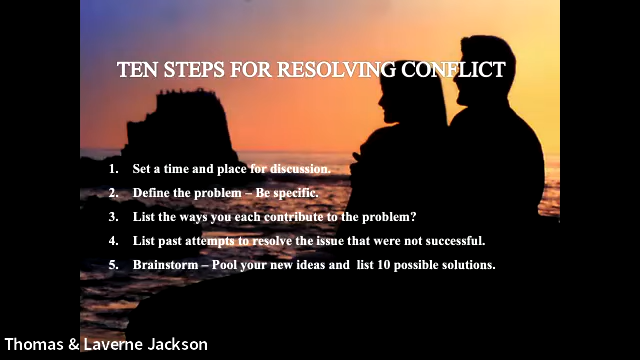 TEN STEPS FOR RESOLVING CONFLICT
1. Set a time and place for discussion.
2. Define the problem – Be specific.
3. List the ways you each contribute to the problem?
4. List past attempts to resolve the issue that were not successful.
5. Brainstorm – Pool your new ideas and list 10 possible solutions.
Thomas & Laverne Jackson